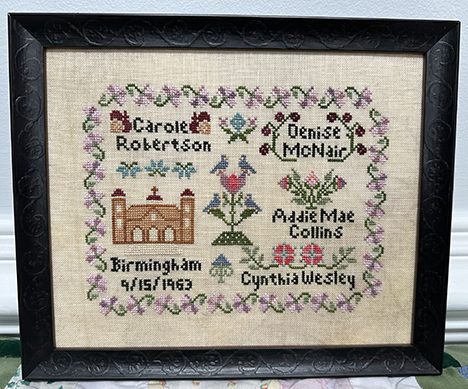 Carole
Robertson
Denise
McNair
Addie Mae
Collins
Birmingham
9/15/1963
Cynthia Wesley